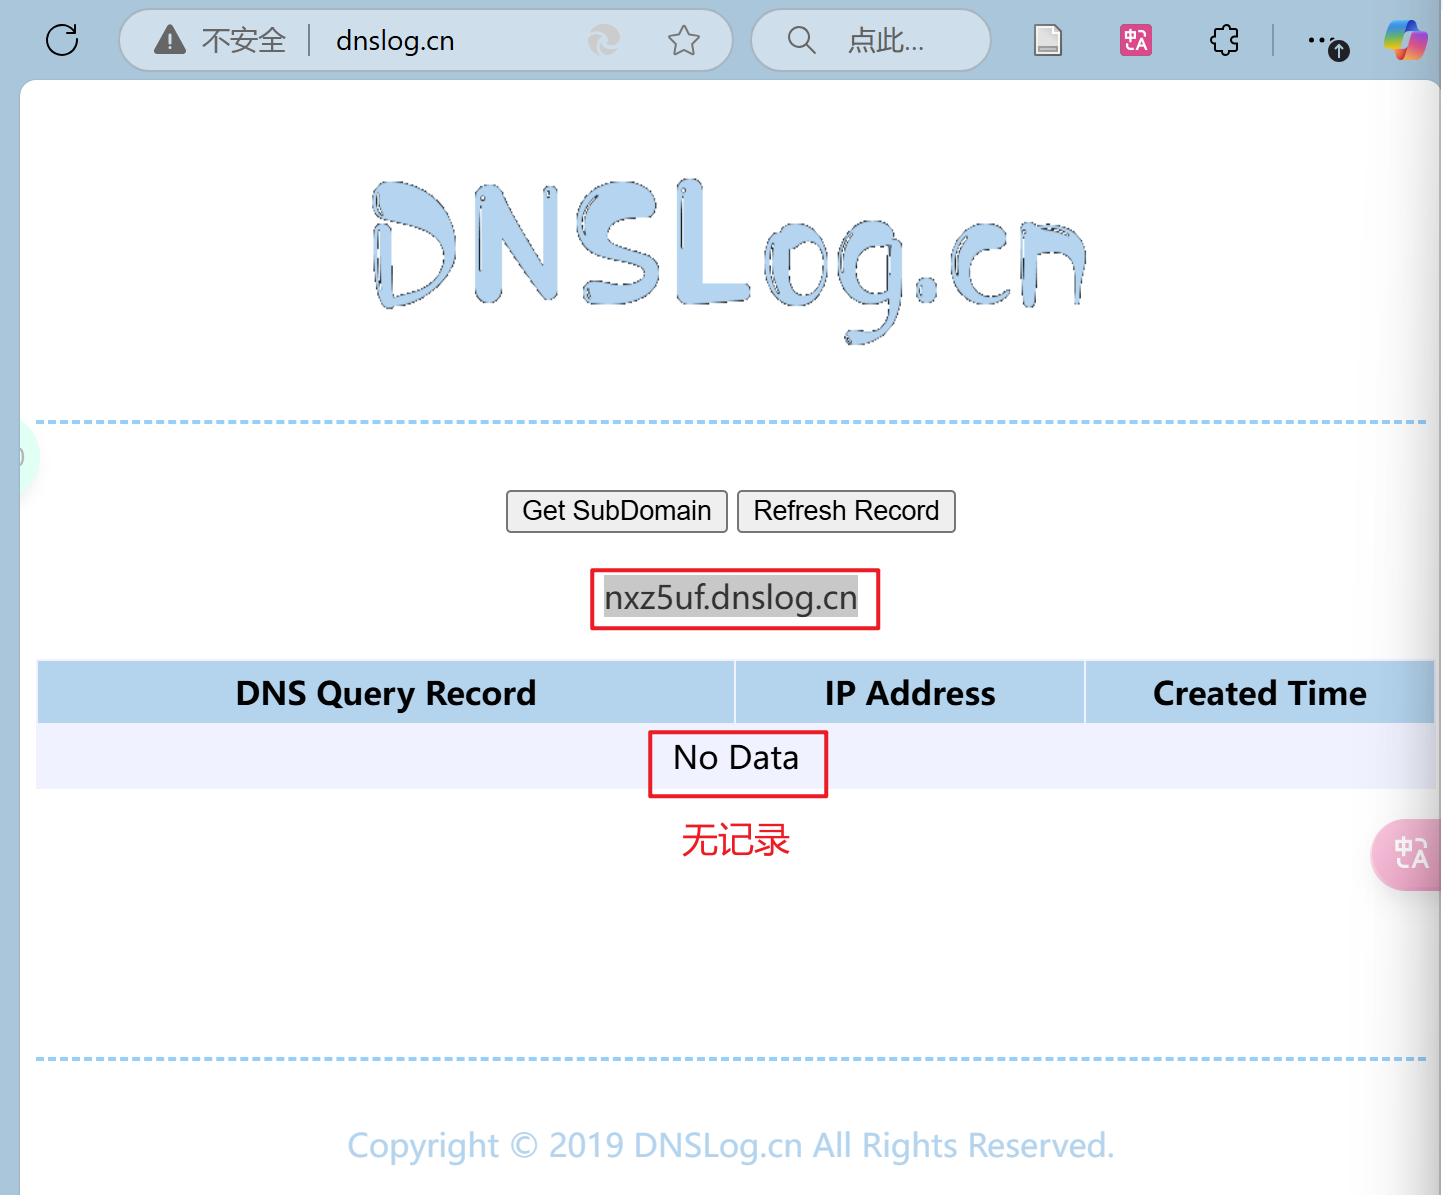 不安全 dnslog.cn 点此...
DNSLog.cn
Get SubDomain Refresh Record
nxz5uf.dnslog.cn
DNS Query Record IP Address Created Time
No Data
无记录
Copyright © 2019 DNSLog.cn All Rights Reserved.